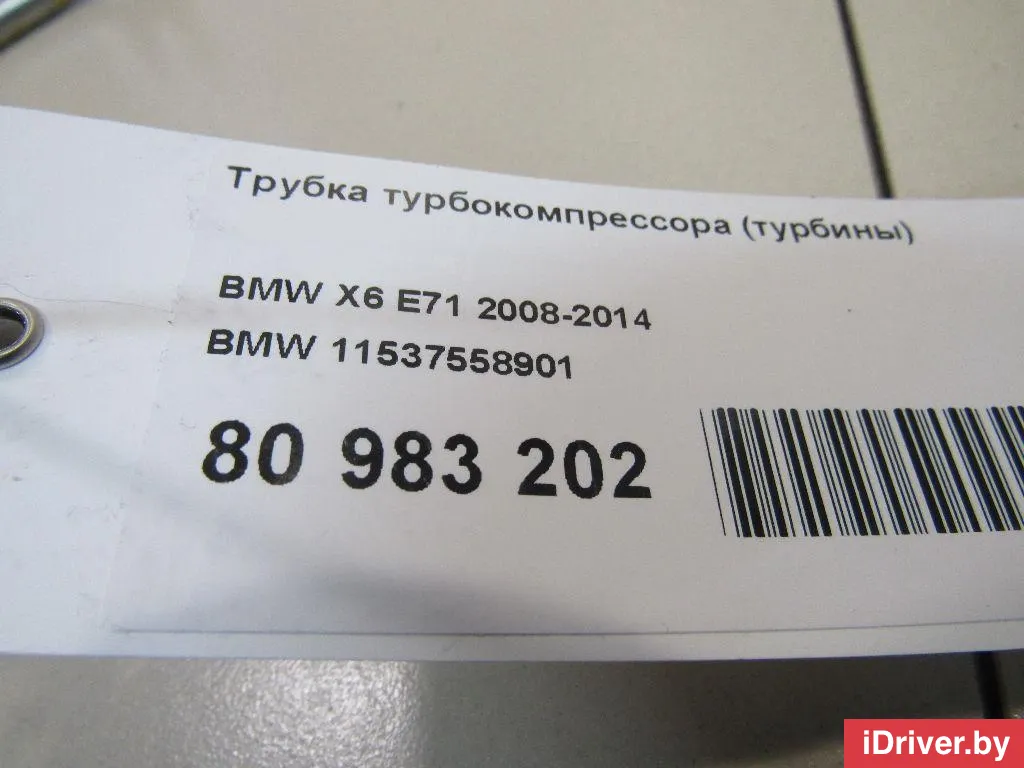 Трубка турбокомпрессора (турбины)
BMW X6 E71 2008-2014
BMW 11537558901
80 983 202
iDriver.by